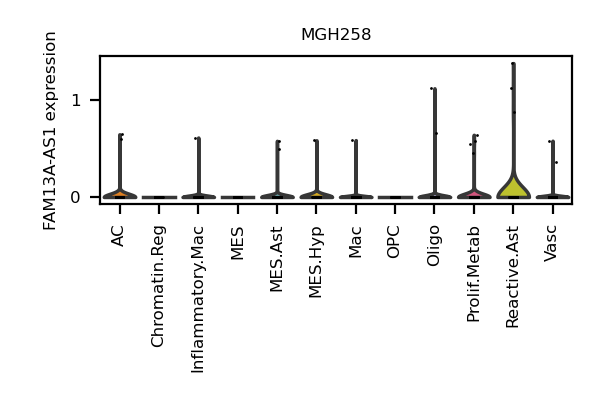 MGH258
FAM13A-AS1 expression
1
0
AC
Chromatin.Reg
Inflammatory.Mac
MES
MES.Ast
MES.Hyp
Mac
OPC
Oligo
Prolif.Metab
Reactive.Ast
Vasc